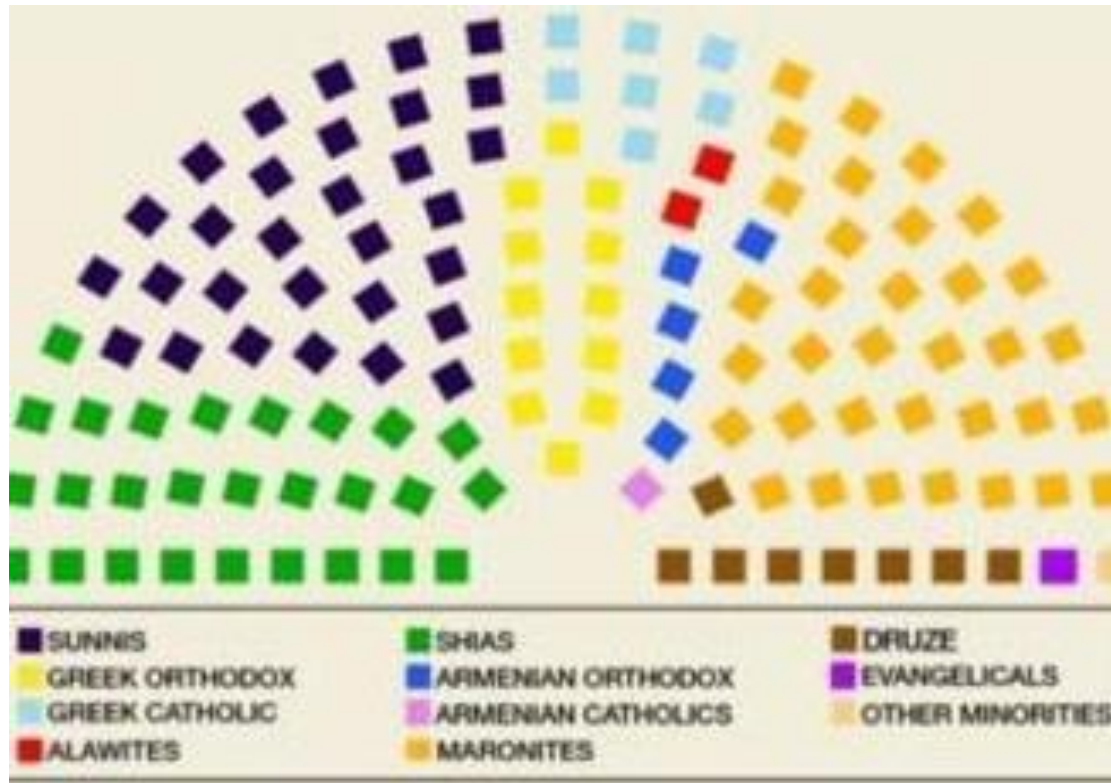 SUNNIS
SHIAS
DRUZE
GREEK ORTHODOX
ARMENIAN ORTHODOX
EVANGELICALS
GREEK CATHOLIC
ARMENIAN CATHOLICS
OTHER MINORITIES
ALAWITES
MARONITES